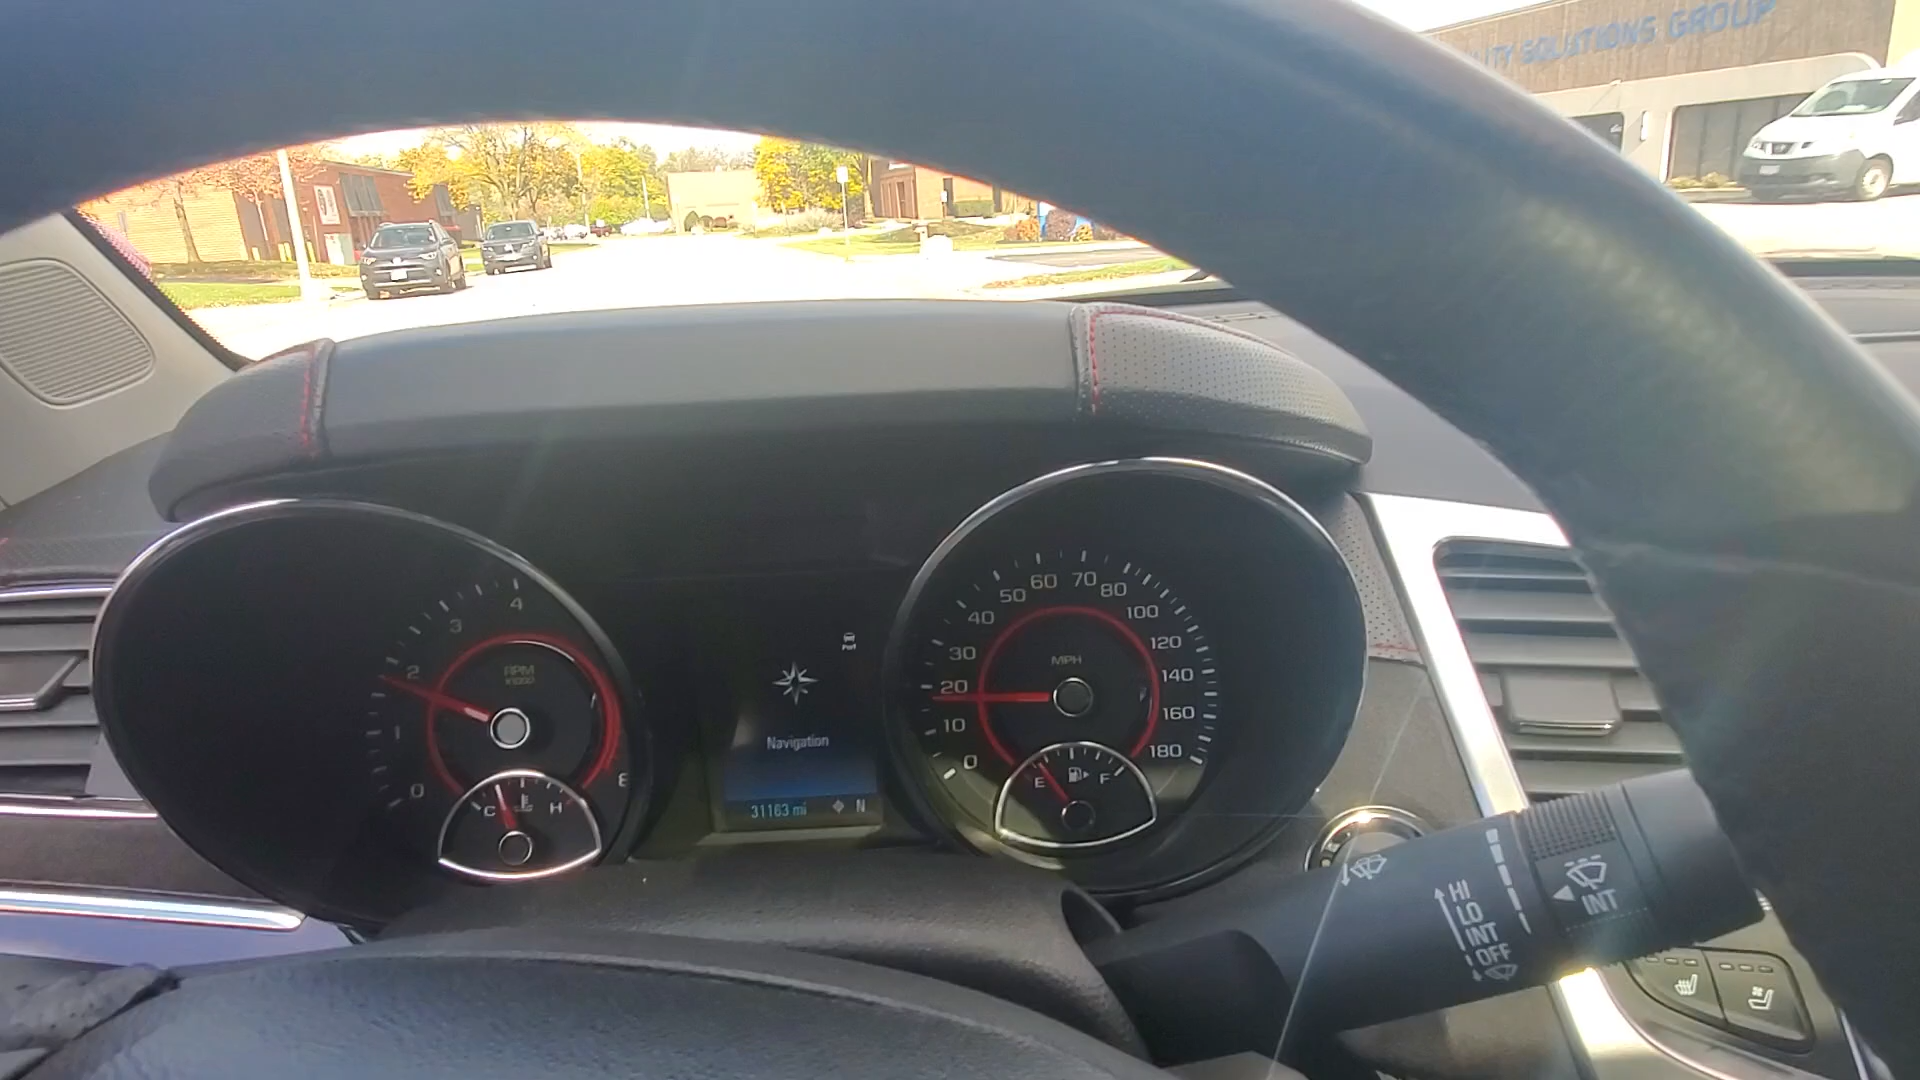 SOLUTIONS GROUP
4
3
2
1
0
8
RPM
C
H
Navigation
31163 mi
N
0
10
20
30
40
50
60
70
80
100
120
140
160
180
MPH
E
F
HI
LO
INT
OFF
INT